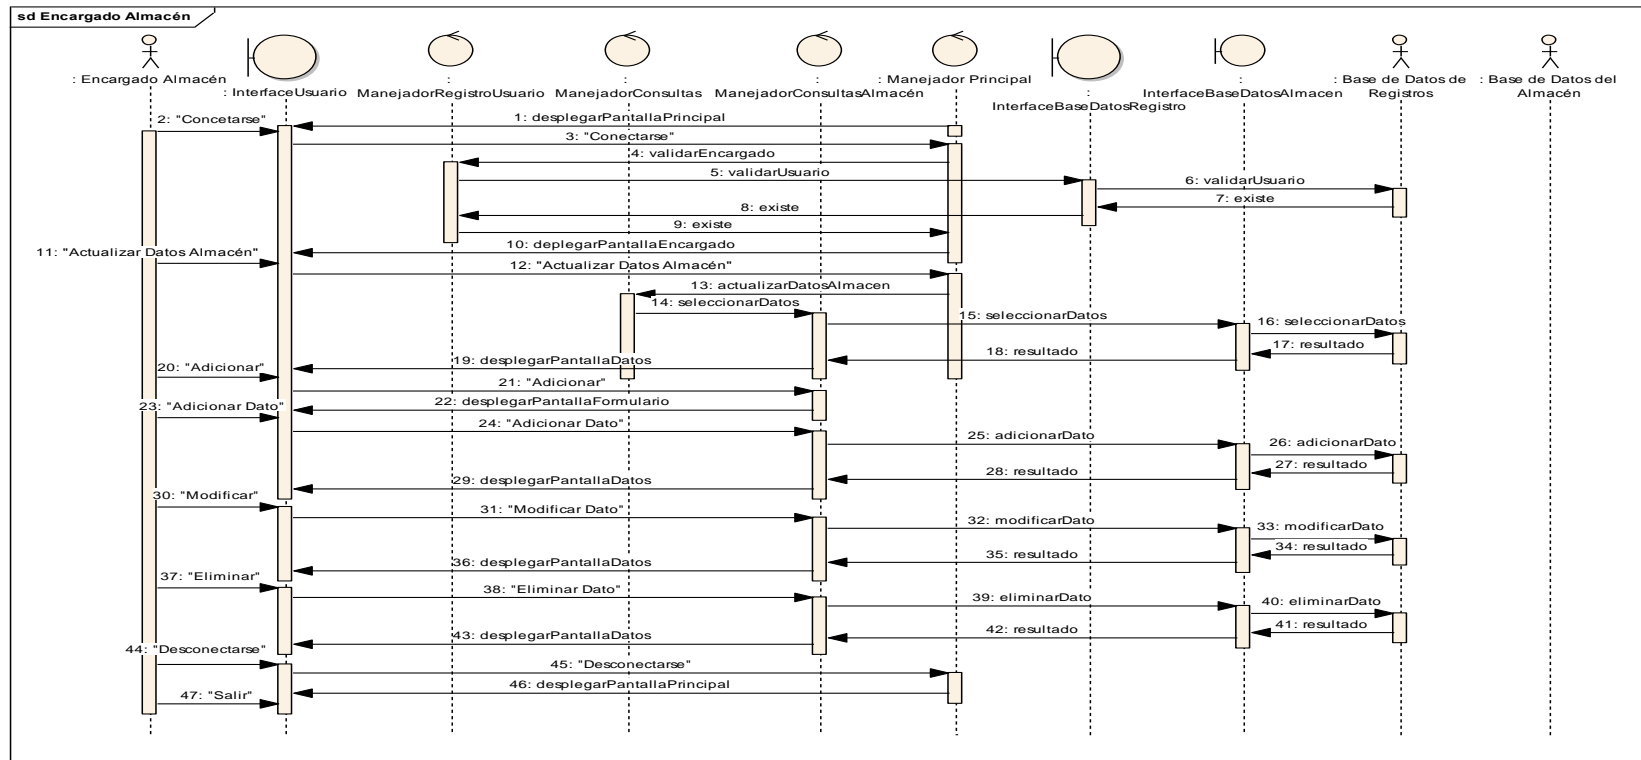 sd Encargado Almacén
: Encargado Almacén
: InterfaceUsuario
:
ManejadorRegistroUsuario
:
ManejadorConsultas
:
ManejadorConsultasAlmacén
: Manejador Principal
:
InterfaceBaseDatosRegistro
:
InterfaceBaseDatosAlmacen
: Base de Datos de
Registros
: Base de Datos del
Almacén
1: desplegarPantallaPrincipal
2: "Concetarse"
3: "Conectarse"
4: validarEncargado
5: validarUsuario
6: validarUsuario
7: existe
8: existe
9: existe
10: deplegarPantallaEncargado
11: "Actualizar Datos Almacén"
12: "Actualizar Datos Almacén"
13: actualizarDatosAlmacen
14: seleccionarDatos
15: seleccionarDatos
16: seleccionarDatos
17: resultado
18: resultado
19: desplegarPantallaDatos
20: "Adicionar"
21: "Adicionar"
22: desplegarPantallaFormulario
23: "Adicionar Dato"
24: "Adicionar Dato"
25: adicionarDato
26: adicionarDato
27: resultado
28: resultado
29: desplegarPantallaDatos
30: "Modificar"
31: "Modificar Dato"
32: modificarDato
33: modificarDato
34: resultado
35: resultado
36: desplegarPantallaDatos
37: "Eliminar"
38: "Eliminar Dato"
39: eliminarDato
40: eliminarDato
41: resultado
42: resultado
43: desplegarPantallaDatos
44: "Desconectarse"
45: "Desconectarse"
46: desplegarPantallaPrincipal
47: "Salir"